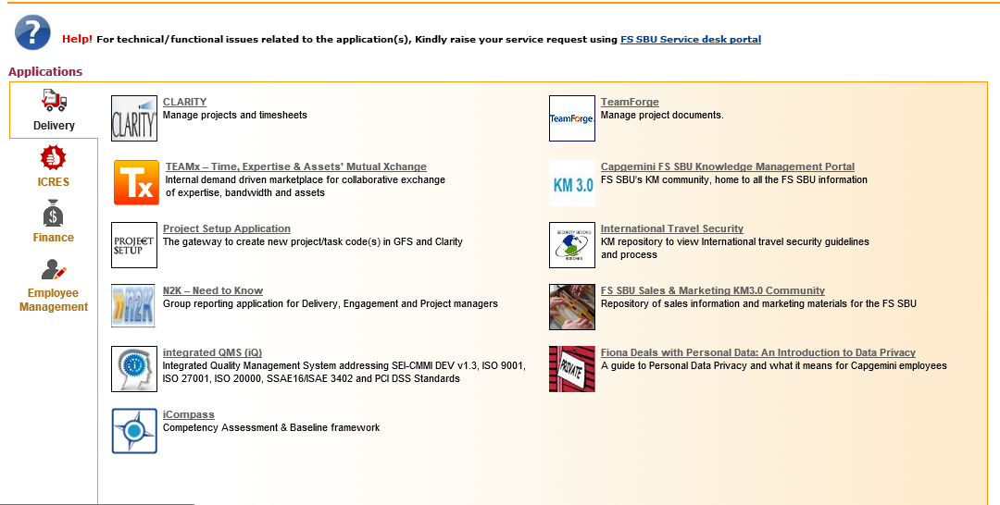 ?
Help! For technical/functional issues related to the application(s), Kindly raise your service request using FS SBU Service desk portal
Applications
Delivery
ICRES
$
Finance
Employee
Management
CLARITY
CLARITY
Manage projects and timesheets
Tx
TEAMx – Time, Expertise & Assets' Mutual Xchange
Internal demand driven marketplace for collaborative exchange
of expertise, bandwidth and assets
PROJECT
SETUP
Project Setup Application
The gateway to create new project/task code(s) in GFS and Clarity
n2K
N2K – Need to Know
Group reporting application for Delivery, Engagement and Project managers
integrated QMS (iQ)
Integrated Quality Management System addressing SEI-CMMI DEV v1.3, ISO 9001,
ISO 27001, ISO 20000, SSAE16/ISAE 3402 and PCI DSS Standards
iCompass
Competency Assessment & Baseline framework
TeamForge.
TeamForge
Manage project documents.
KM 3.0
Capgemini FS SBU Knowledge Management Portal
FS SBU's KM community, home to all the FS SBU information
SECURITY BEYOND
BORDERS
International Travel Security
KM repository to view International travel security guidelines
and process
FS SBU Sales & Marketing KM3.0 Community
Repository of sales information and marketing materials for the FS SBU
PRIVATE
Fiona Deals with Personal Data: An Introduction to Data Privacy
A guide to Personal Data Privacy and what it means for Capgemini employees